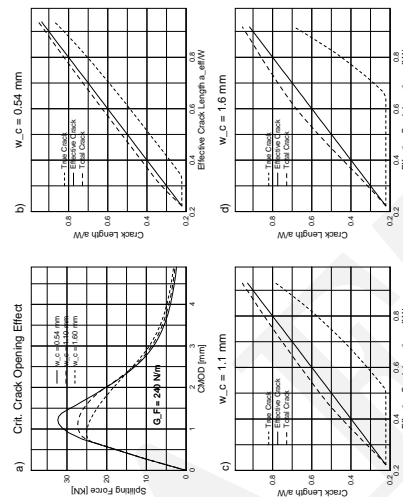 a) Crit. Crack Opening Effect
Splitting Force [KN]
30
20
10
0
w_c = 0.54 mm
w_c = 1.10 mm
w_c = 1.60 mm
G_F = 240 N/m
0 1 2 3 4
CMOD [mm]
b) w_c = 0.54 mm
Crack Length a/W
0.8
0.6
0.4
0.2
True Crack
Effective Crack
Total Crack
0.2 0.4 0.6 0.8
Effective Crack Length a_eff/W
c) w_c = 1.1 mm
Crack Length a/W
0.8
0.6
0.4
0.2
True Crack
Effective Crack
Total Crack
0.2 0.4 0.6 0.8
d) w_c = 1.6 mm
Crack Length a/W
0.8
0.6
0.4
0.2
True Crack
Effective Crack
Total Crack
0.2 0.4 0.6 0.8